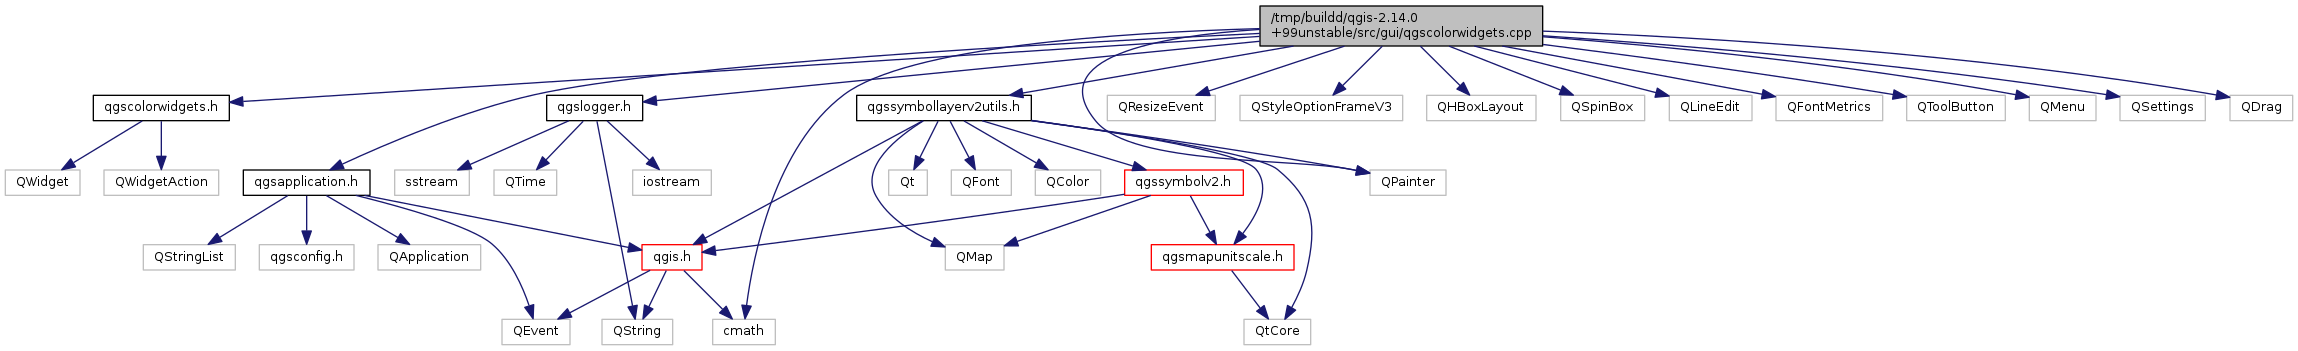 /tmp/buildd/qgis-2.14.0
+99unstable/src/gui/qgscolorwidgets.cpp
qgscolorwidgets.h
qgslogger.h
qgssymbollayerv2utils.h
QResizeEvent
QStyleOptionFrameV3
QHBoxLayout
QSpinBox
QLineEdit
QFontMetrics
QToolButton
QMenu
QSettings
QDrag
QWidget
QWidgetAction
qgsapplication.h
sstream
QTime
iostream
Qt
QFont
QColor
qgssymbolv2.h
QPainter
QStringList
qgsconfig.h
QApplication
qgis.h
QMap
qgsmapunitscale.h
QEvent
QString
cmath
QtCore